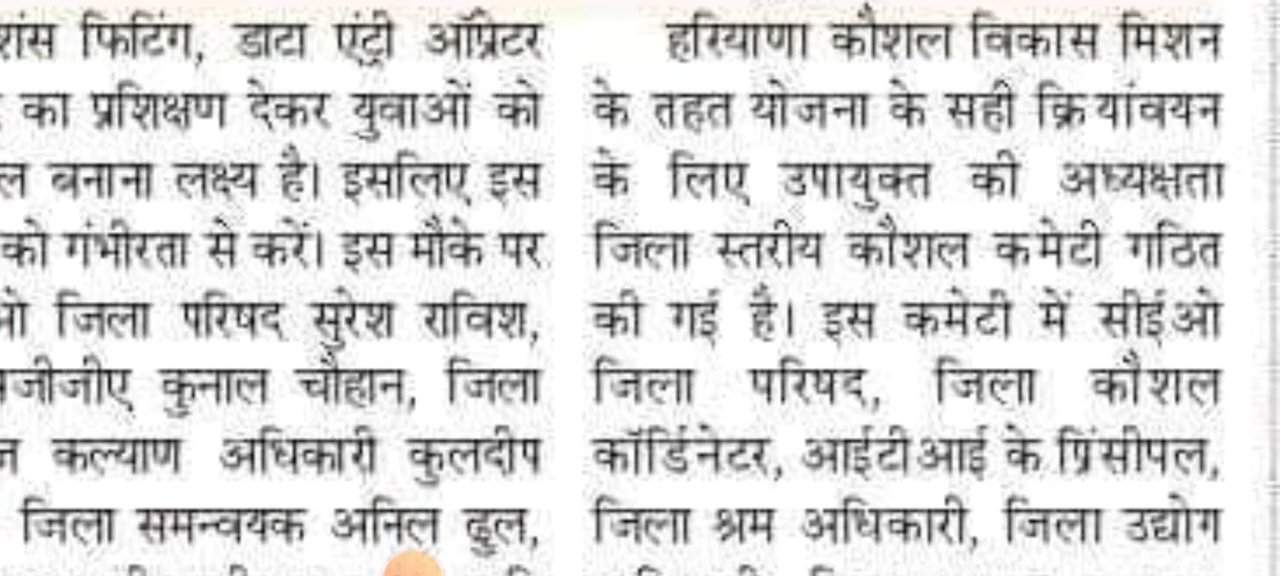 फिटिंग, डाटा एंट्री ऑप्रेटर
का प्रशिक्षण देकर युवाओं को
बनाना लक्ष्य है। इसलिए इस
को गंभीरता से करें। इस मौके पर
जिला परिषद सुरेश राविश,
कुनाल चौहान, जिला
कल्याण अधिकारी कुलदीप
जिला समन्वयक अनिल ढुल,
हरियाणा कौशल विकास मिशन
के तहत योजना के सही क्रियांवयन
के लिए उपायुक्त की अध्यक्षता
जिला स्तरीय कौशल कमेटी गठित
की गई है। इस कमेटी में सीईओ
जिला परिषद, जिला कौशल
कॉर्डिनेटर, आईटीआई के प्रिंसीपल,
जिला श्रम अधिकारी, जिला उद्योग